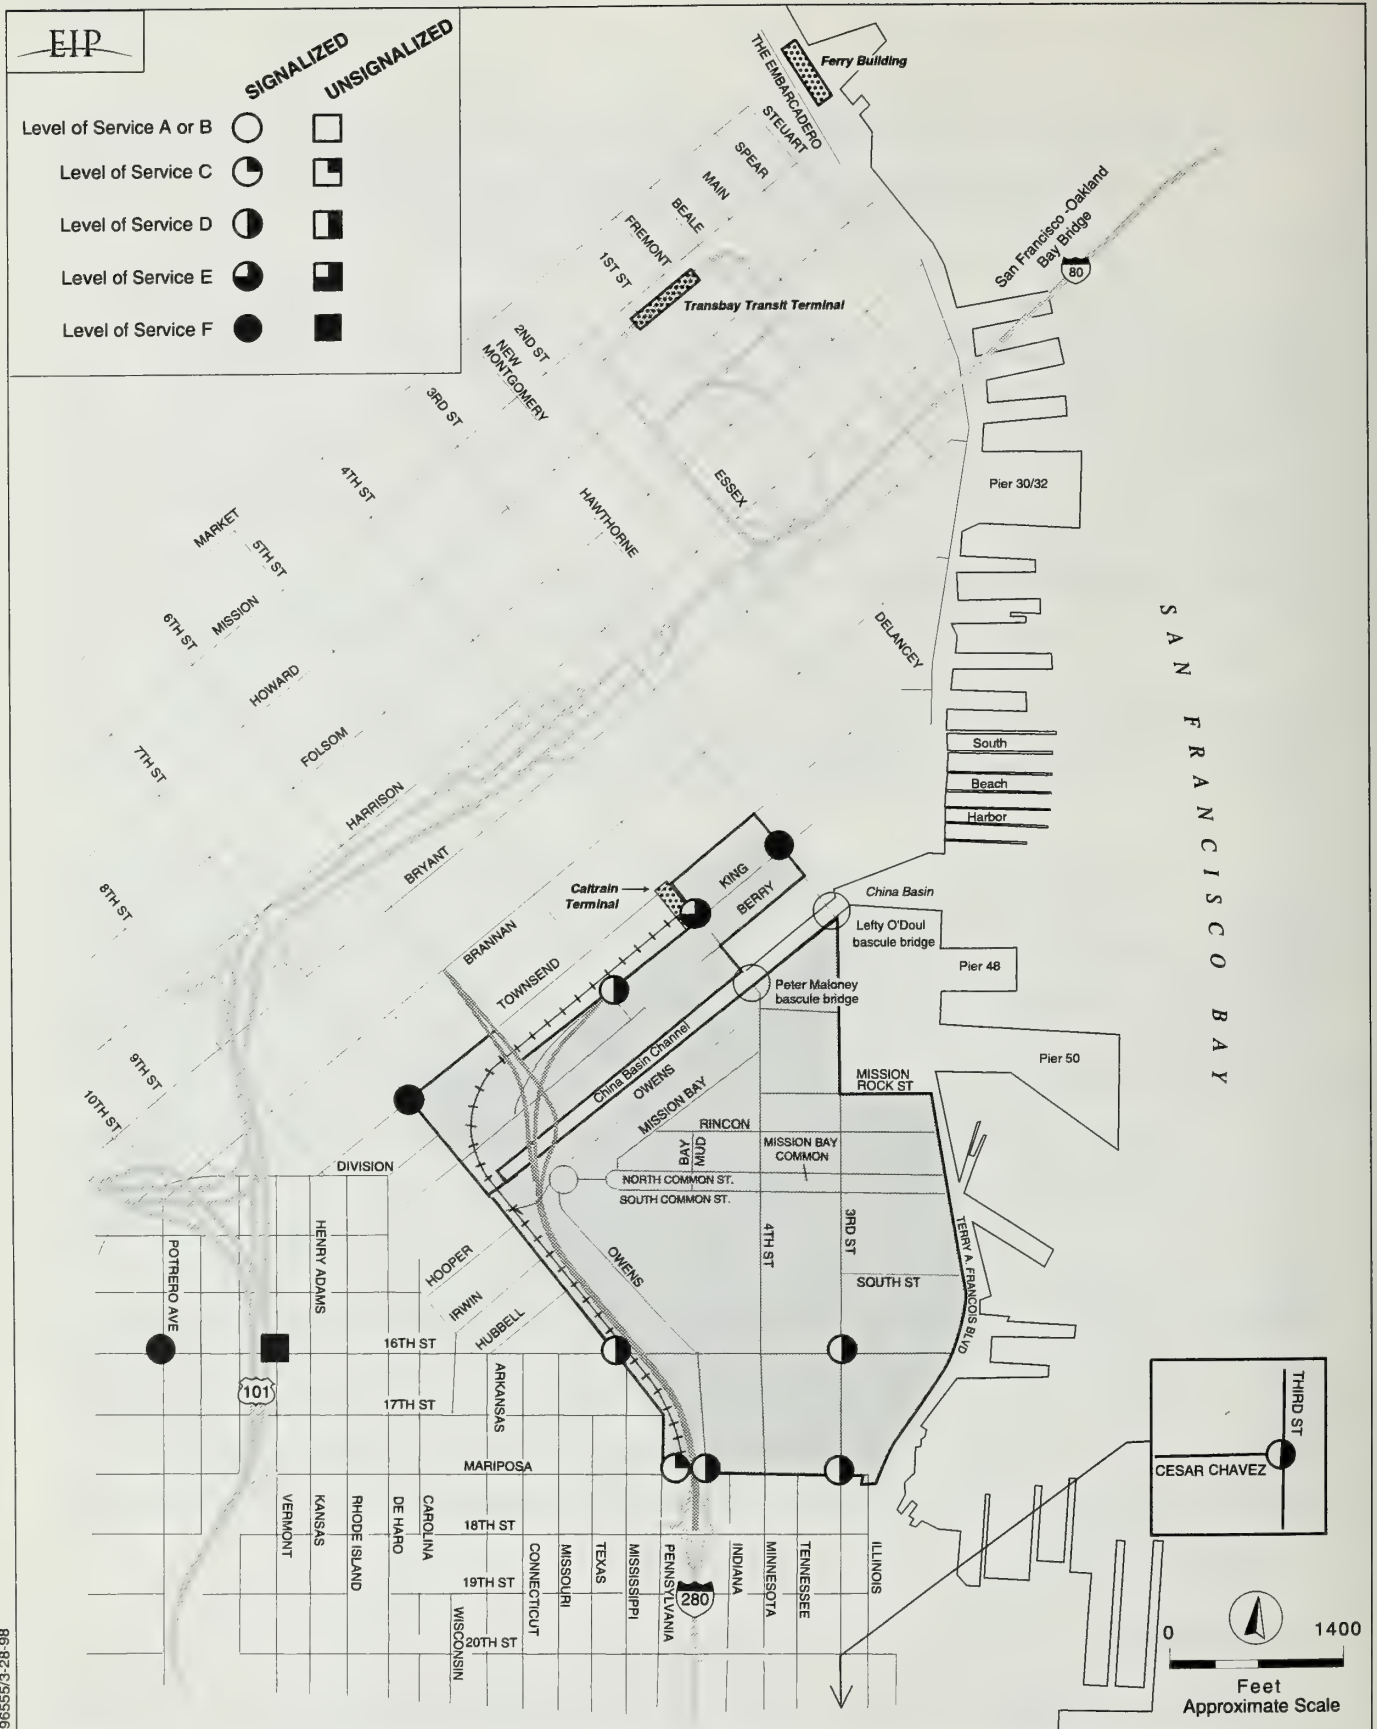 EIP
SIGNALIZED
UNSIGNALIZED
Level of Service A or B
Level of Service C
Level of Service D
Level of Service E
Level of Service F
Ferry Building
THE EMBARCADERO
STEUART
SPEAR
MAIN
BEALE
FREMONT
1ST ST
Transbay Transit Terminal
San Francisco -Oakland
Bay Bridge
80
2ND ST
NEW
MONTGOMERY
3RD ST
4TH ST
HAWTHORNE
ESSEX
Pier 30/32
MARKET
5TH ST
MISSION
6TH ST
HOWARD
7TH ST
FOLSOM
DELANCEY
SAN FRANCISCO BAY
South
Beach
Harbor
HARRISON
BRYANT
8TH ST
Caltrain
Terminal
KING
BERRY
China Basin
Lefty O'Doul
bascule bridge
BRANNAN
TOWNSEND
Pier 48
Peter Maloney
bascule bridge
9TH ST
10TH ST
China Basin Channel
OWENS
MISSION BAY
Pier 50
MISSION
ROCK ST
RINCON
MUD
BAY
MISSION BAY
COMMON
DIVISION
NORTH COMMON ST.
SOUTH COMMON ST.
POTRERO AVE
HENRY ADAMS
HOOPER
IRWIN
HUBBELL
OWENS
4TH ST
3RD ST
SOUTH ST
TERRY A. FRANCOIS BLVD
16TH ST
101
17TH ST
ARKANSAS
MARIPOSA
THIRD ST
CESAR CHAVEZ
VERMONT
KANSAS
RHODE ISLAND
DE HARO
CAROLINA
18TH ST
19TH ST
20TH ST
WISCONSIN
CONNECTICUT
MISSOURI
TEXAS
MISSISSIPPI
PENNSYLVANIA
280
INDIANA
MINNESOTA
TENNESSEE
ILLINOIS
0
1400
Feet
Approximate Scale
96555/3-28-98